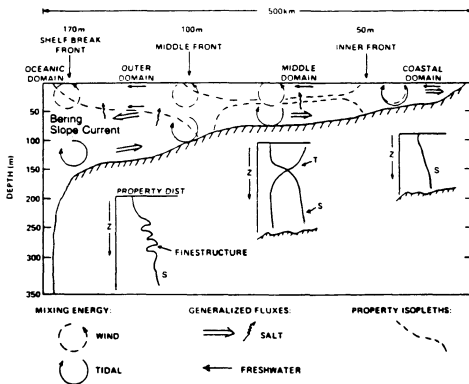 500km
170m 100m 50m
SHELF BREAK FRONT MIDDLE FRONT INNER FRONT
OCEANIC DOMAIN OUTER DOMAIN MIDDLE DOMAIN COASTAL DOMAIN
0
50
100
150
200
250
300
350
DEPTH (m)
Bering
Slope Current
PROPERTY DIST
Z
FINESTRUCTURE
S
Z
T
S
Z
S
MIXING ENERGY: GENERALIZED FLUXES: PROPERTY ISOPLETHS:
WIND SALT
TIDAL FRESHWATER